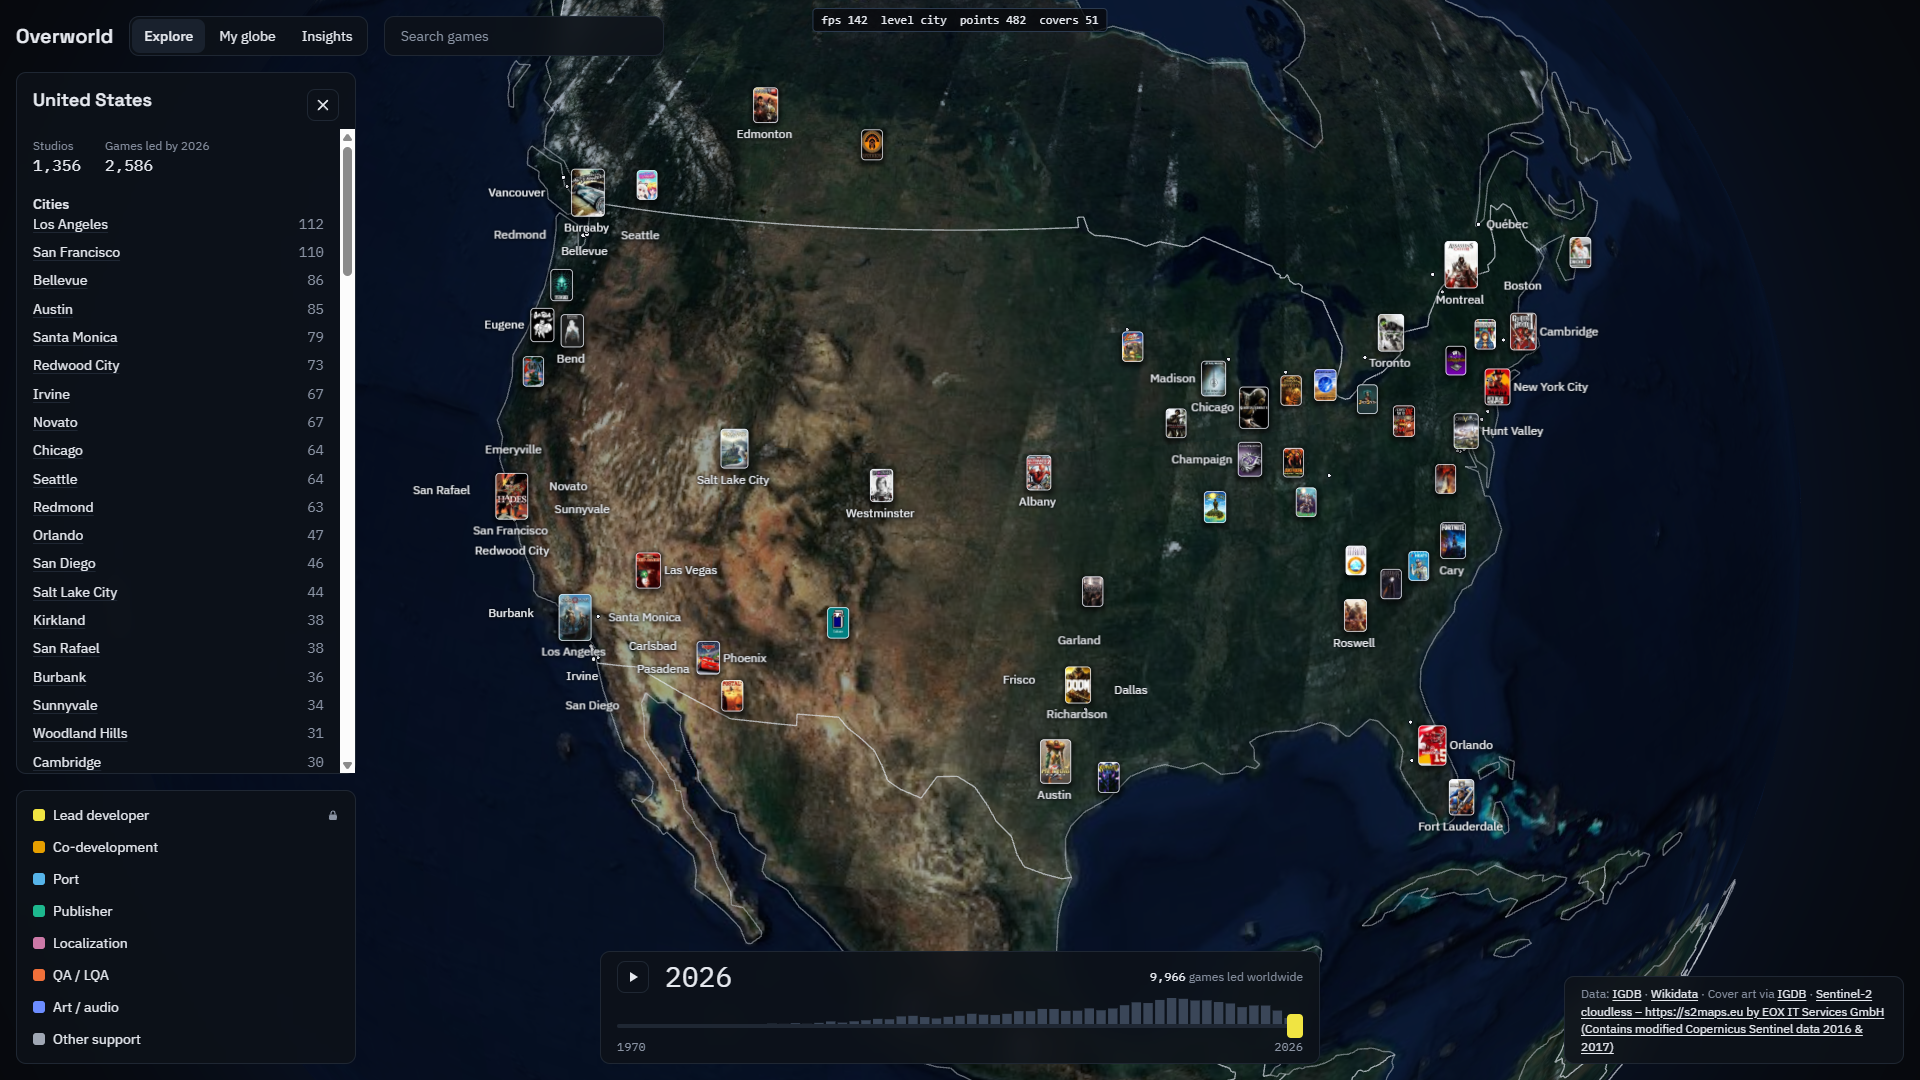 Overworld
Explore
My globe
Insights
Search games
fps 142 level city points 482 covers 51
United States
Studios
1,356
Games led by 2026
2,586
Cities
Los Angeles 112
San Francisco 110
Bellevue 86
Austin 85
Santa Monica 79
Redwood City 73
Irvine 67
Novato 67
Chicago 64
Seattle 64
Redmond 63
Orlando 47
San Diego 46
Salt Lake City 44
Kirkland 38
San Rafael 38
Burbank 36
Sunnyvale 34
Woodland Hills 31
Cambridge 30
Lead developer
Co-development
Port
Publisher
Localization
QA / LQA
Art / audio
Other support
Edmonton
Vancouver
Burnaby
Redmond
Seattle
Bellevue
Québec
Boston
Montreal
Eugene
Bend
Cambridge
Toronto
Madison
New York City
Chicago
Hunt Valley
Emeryville
Champaign
Salt Lake City
San Rafael
HADES
Novato
Sunnyvale
Westminster
Albany
San Francisco
Redwood City
Las Vegas
FORTNITE
Cary
Burbank
Santa Monica
Garland
Roswell
Los Angeles
Carlsbad
Phoenix
Pasadena
Irvine
Frisco
DOOM
Dallas
San Diego
Richardson
Orlando
15
Austin
Fort Lauderdale
2026
9,966 games led worldwide
1970
2026
Data: IGDB · Wikidata · Cover art via IGDB · Sentinel-2
cloudless – https://s2maps.eu by EOX IT Services GmbH
(Contains modified Copernicus Sentinel data 2016 &
2017)